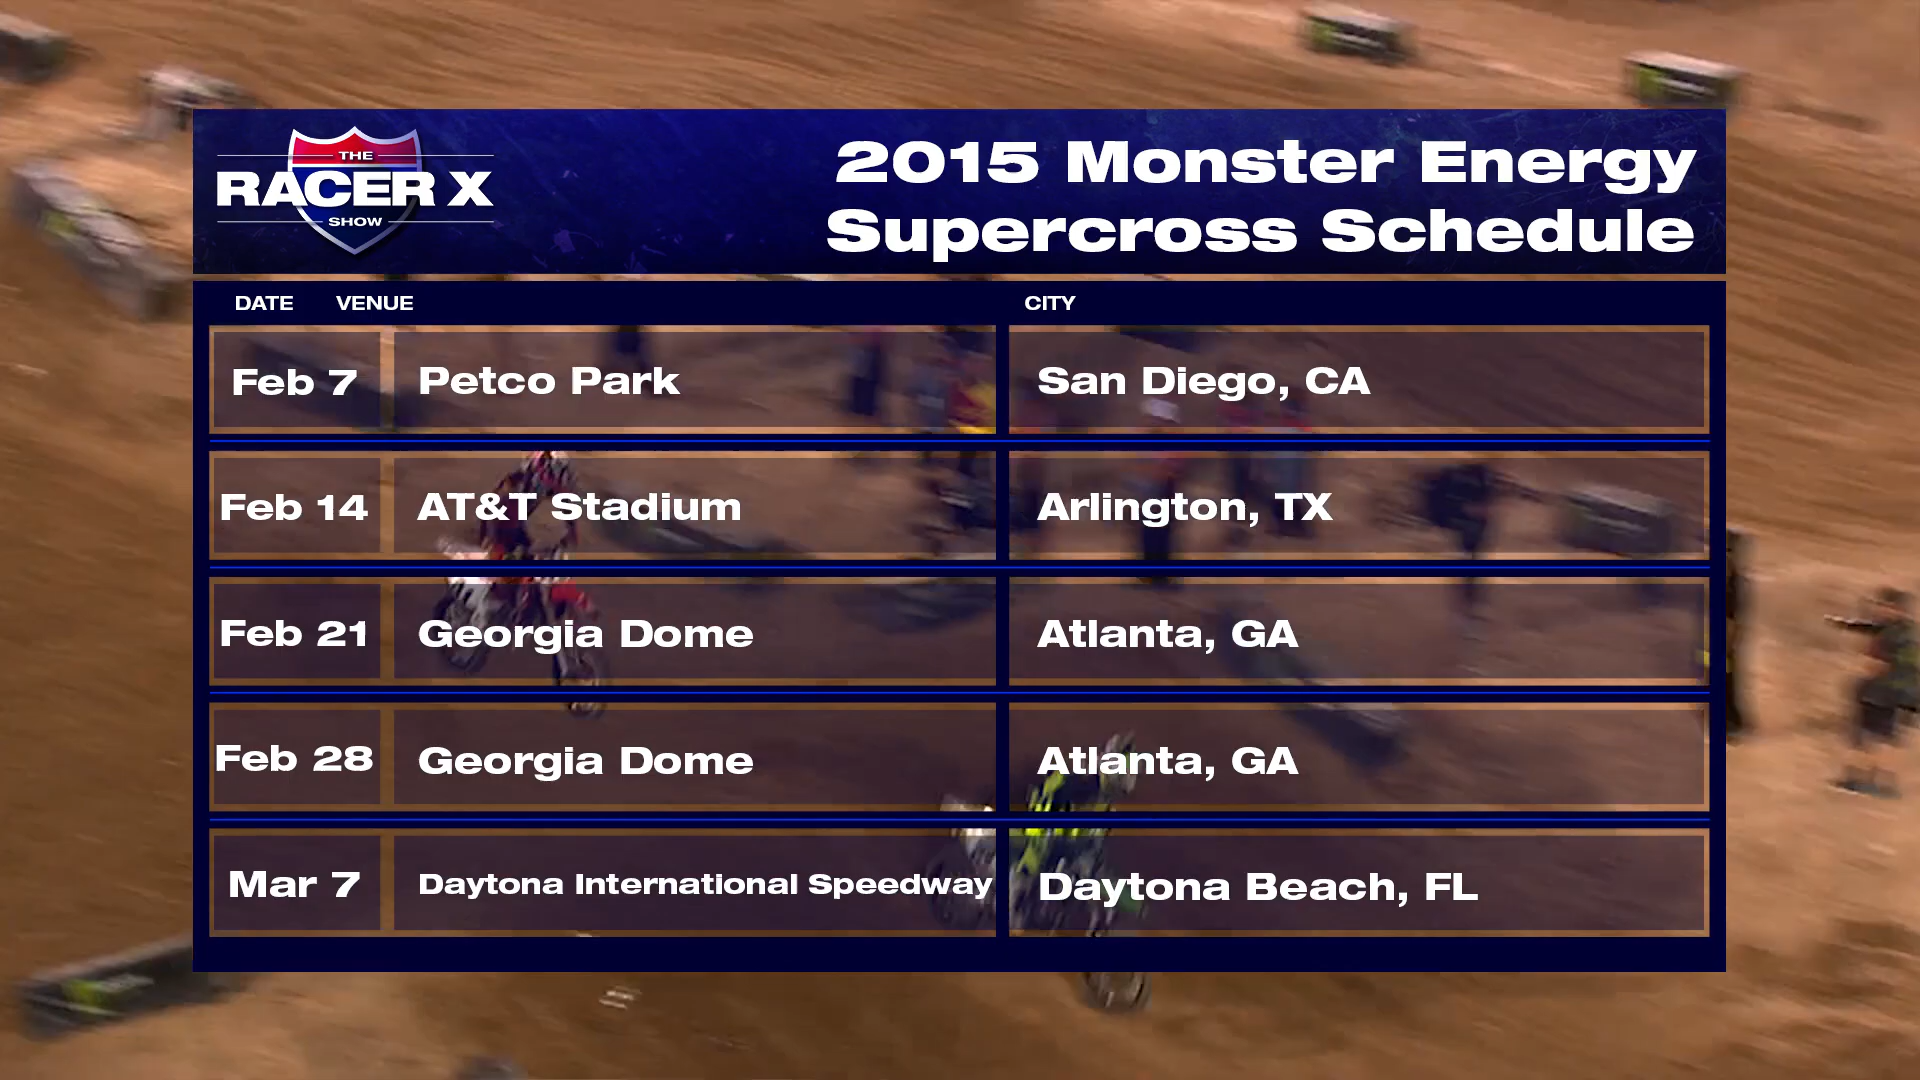 THE
RACER X
SHOW
2015 Monster Energy
Supercross Schedule
DATE VENUE CITY
Feb 7 Petco Park San Diego, CA
Feb 14 AT&T Stadium Arlington, TX
Feb 21 Georgia Dome Atlanta, GA
Feb 28 Georgia Dome Atlanta, GA
Mar 7 Daytona International Speedway Daytona Beach, FL